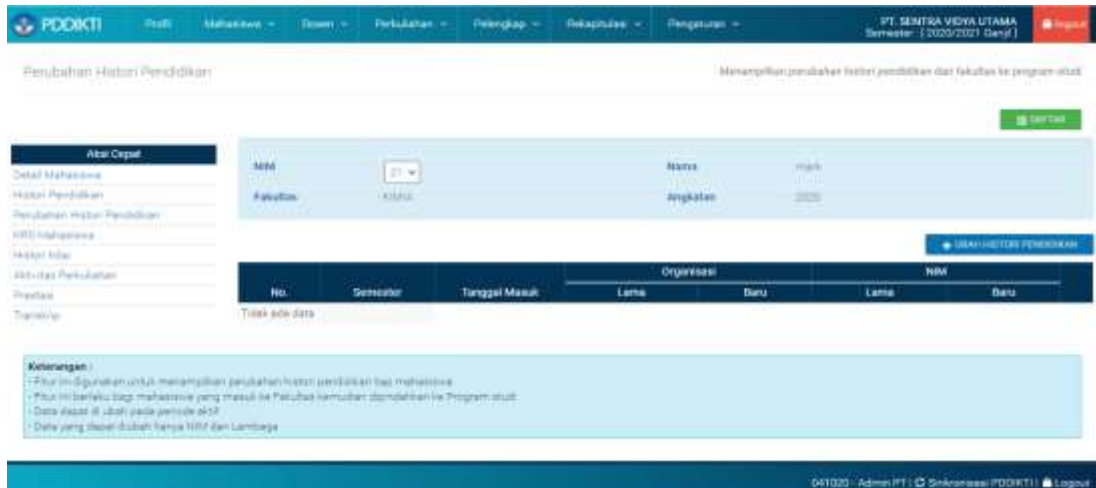 PDDIKTI Profil Mahasiswa Dosen Perkuliahan Pelengkap Rekapitulasi Pengaturan PT. SENTRA VIDYA UTAMA Logout
Semester [ 2020/2021 Ganjil ]
Perubahan Histori Pendidikan Menampilkan perubahan histori pendidikan dari fakultas ke program studi
DAFTAR
Aksi Cepat
Detail Mahasiswa
Histori Pendidikan
Perubahan Histori Pendidikan
KRS Mahasiswa
Histori Nilai
Aktivitas Perkuliahan
Prestasi
Transkrip
NIM 21 Nama mark
Fakultas KIMIA Angkatan 2020
UBAH HISTORI PENDIDIKAN
Organisasi NIM
No. Semester Tanggal Masuk Lama Baru Lama Baru
Tidak ada data
Keterangan :
- Fitur ini digunakan untuk menampilkan perubahan histori pendidikan tiap mahasiswa
- Fitur ini berlaku bagi mahasiswa yang masuk ke Fakultas kemudian dipindahkan ke Program studi
- Data dapat di ubah pada periode aktif
- Data yang dapat diubah hanya NIM dan Lembaga
041020 - Admin PT | Sinkronisasi PDDIKTI | Logout